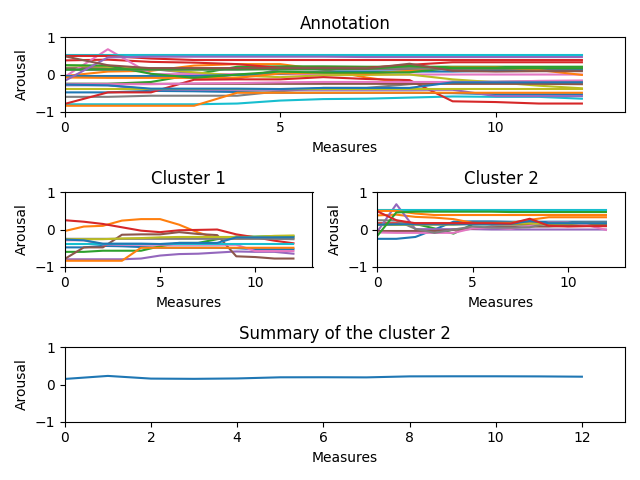 Annotation
1
0
−1
Arousal
0 5 10
Measures
Cluster 1 Cluster 2
1 1
0 0
−1 −1
Arousal Arousal
0 5 10 0 5 10
Measures Measures
Summary of the cluster 2
1
0
−1
Arousal
0 2 4 6 8 10 12
Measures